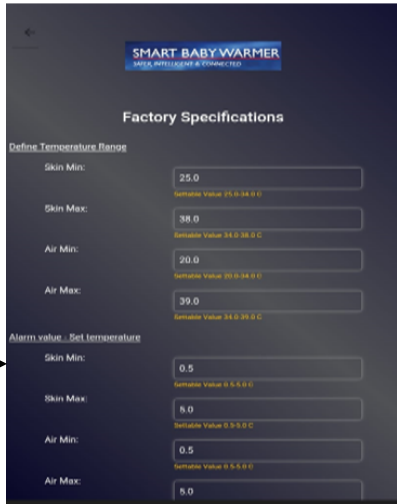 SMART BABY WARMER
SAFER, INTELLIGENT & CONNECTED
Factory Specifications
Define Temperature Range
Skin Min:
25.0
Settable Value 25.0-34.0 C
Skin Max:
38.0
Settable Value 34.0-38.0 C
Air Min:
20.0
Settable Value 20.0-34.0 C
Air Max:
39.0
Settable Value 34.0-39.0 C
Alarm value - Set temperature
Skin Min:
0.5
Settable Value 0.5-5.0 C
Skin Max:
5.0
Settable Value 0.5-5.0 C
Air Min:
0.5
Settable Value 0.5-5.0 C
Air Max:
5.0